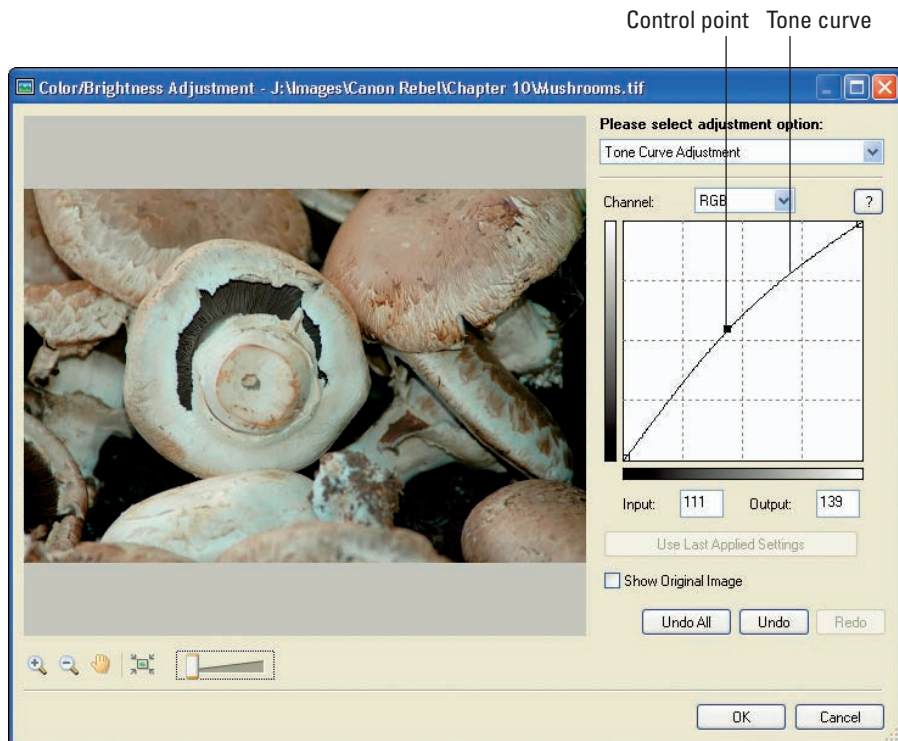 Control point Tone curve
Color/Brightness Adjustment - J:\Images\Canon Rebel\Chapter 10\Mushrooms.tif
Please select adjustment option:
Tone Curve Adjustment
Channel: RGB ?
Input: 111 Output: 139
Use Last Applied Settings
Show Original Image
Undo All Undo Redo
OK Cancel